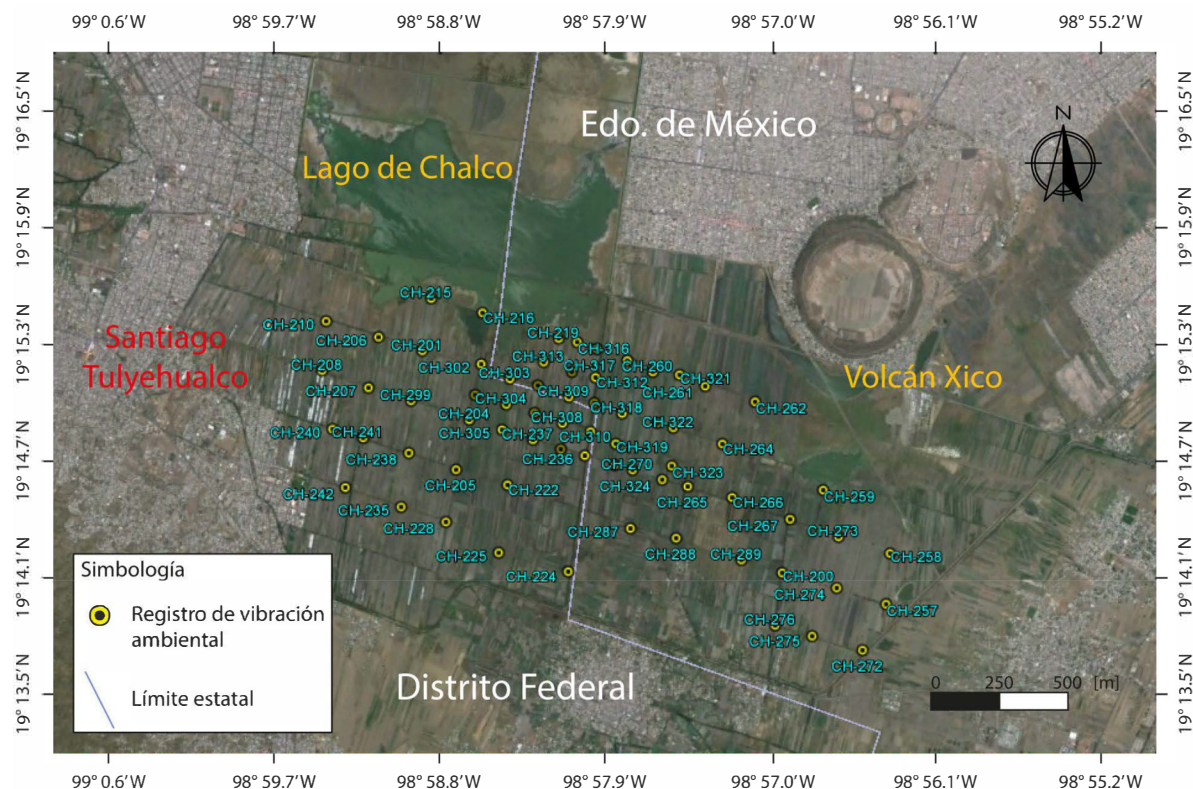 99° 0.6′W
98° 59.7′W
98° 58.8′W
98° 57.9′W
98° 57.0′W
98° 56.1′W
98° 55.2′W
19° 16.5′N
19° 15.9′N
19° 15.3′N
19° 14.7′N
19° 14.1′N
19° 13.5′N
Edo. de México
N
Lago de Chalco
Santiago
Tulyehualco
Volcán Xico
Distrito Federal
CH-215
CH-216
CH-210
CH-206
CH-201
CH-219
CH-316
CH-313
CH-302
CH-317
CH-260
CH-208
CH-303
CH-312
CH-321
CH-207
CH-299
CH-309
CH-261
CH-304
CH-318
CH-262
CH-204
CH-308
CH-322
CH-240
CH-241
CH-305
CH-237
CH-310
CH-319
CH-264
CH-238
CH-236
CH-270
CH-323
CH-205
CH-222
CH-324
CH-265
CH-266
CH-259
CH-242
CH-235
CH-228
CH-287
CH-267
CH-273
CH-225
CH-288
CH-289
CH-258
CH-224
CH-200
CH-274
CH-257
CH-276
CH-275
CH-272
Simbología
Registro de vibración
ambiental
Límite estatal
0 250 500 [m]
19° 16.5′N
19° 15.9′N
19° 15.3′N
19° 14.7′N
19° 14.1′N
19° 13.5′N
99° 0.6′W
98° 59.7′W
98° 58.8′W
98° 57.9′W
98° 57.0′W
98° 56.1′W
98° 55.2′W